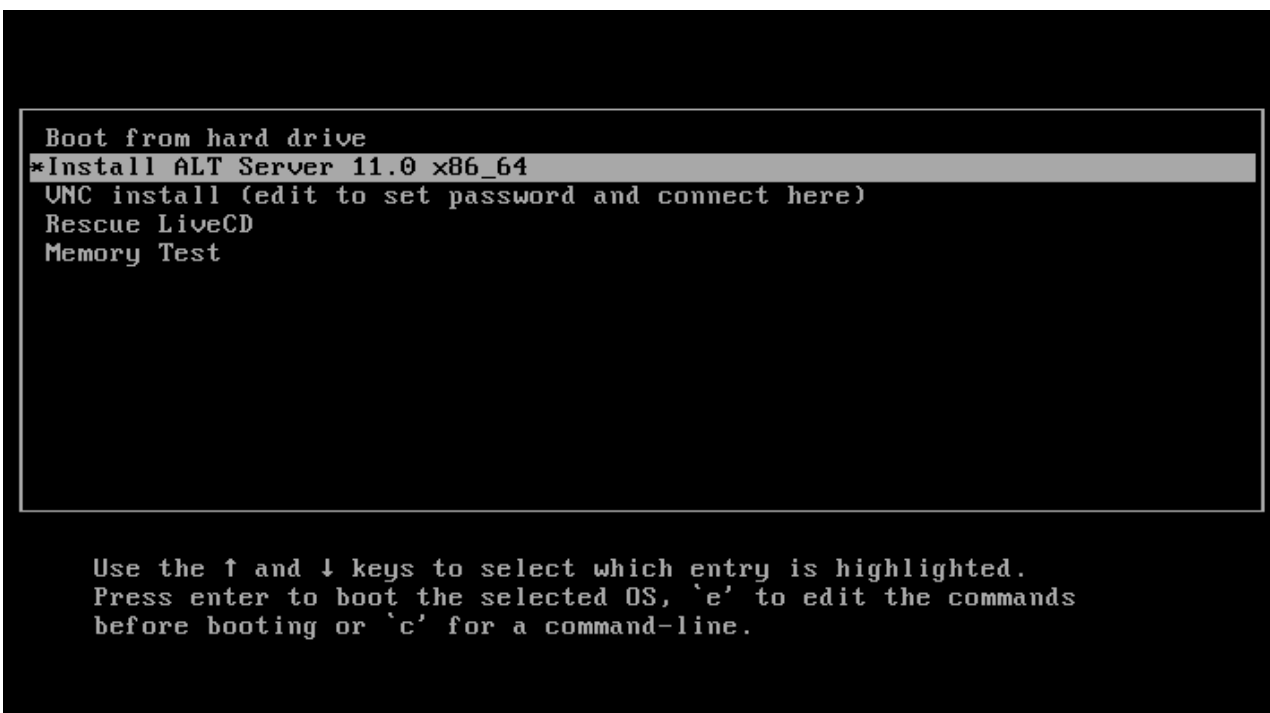 Boot from hard drive
*Install ALT Server 11.0 x86_64
VNC install (edit to set password and connect here)
Rescue LiveCD
Memory Test
Use the ↑ and ↓ keys to select which entry is highlighted.
Press enter to boot the selected OS, `e' to edit the commands
before booting or `c' for a command-line.